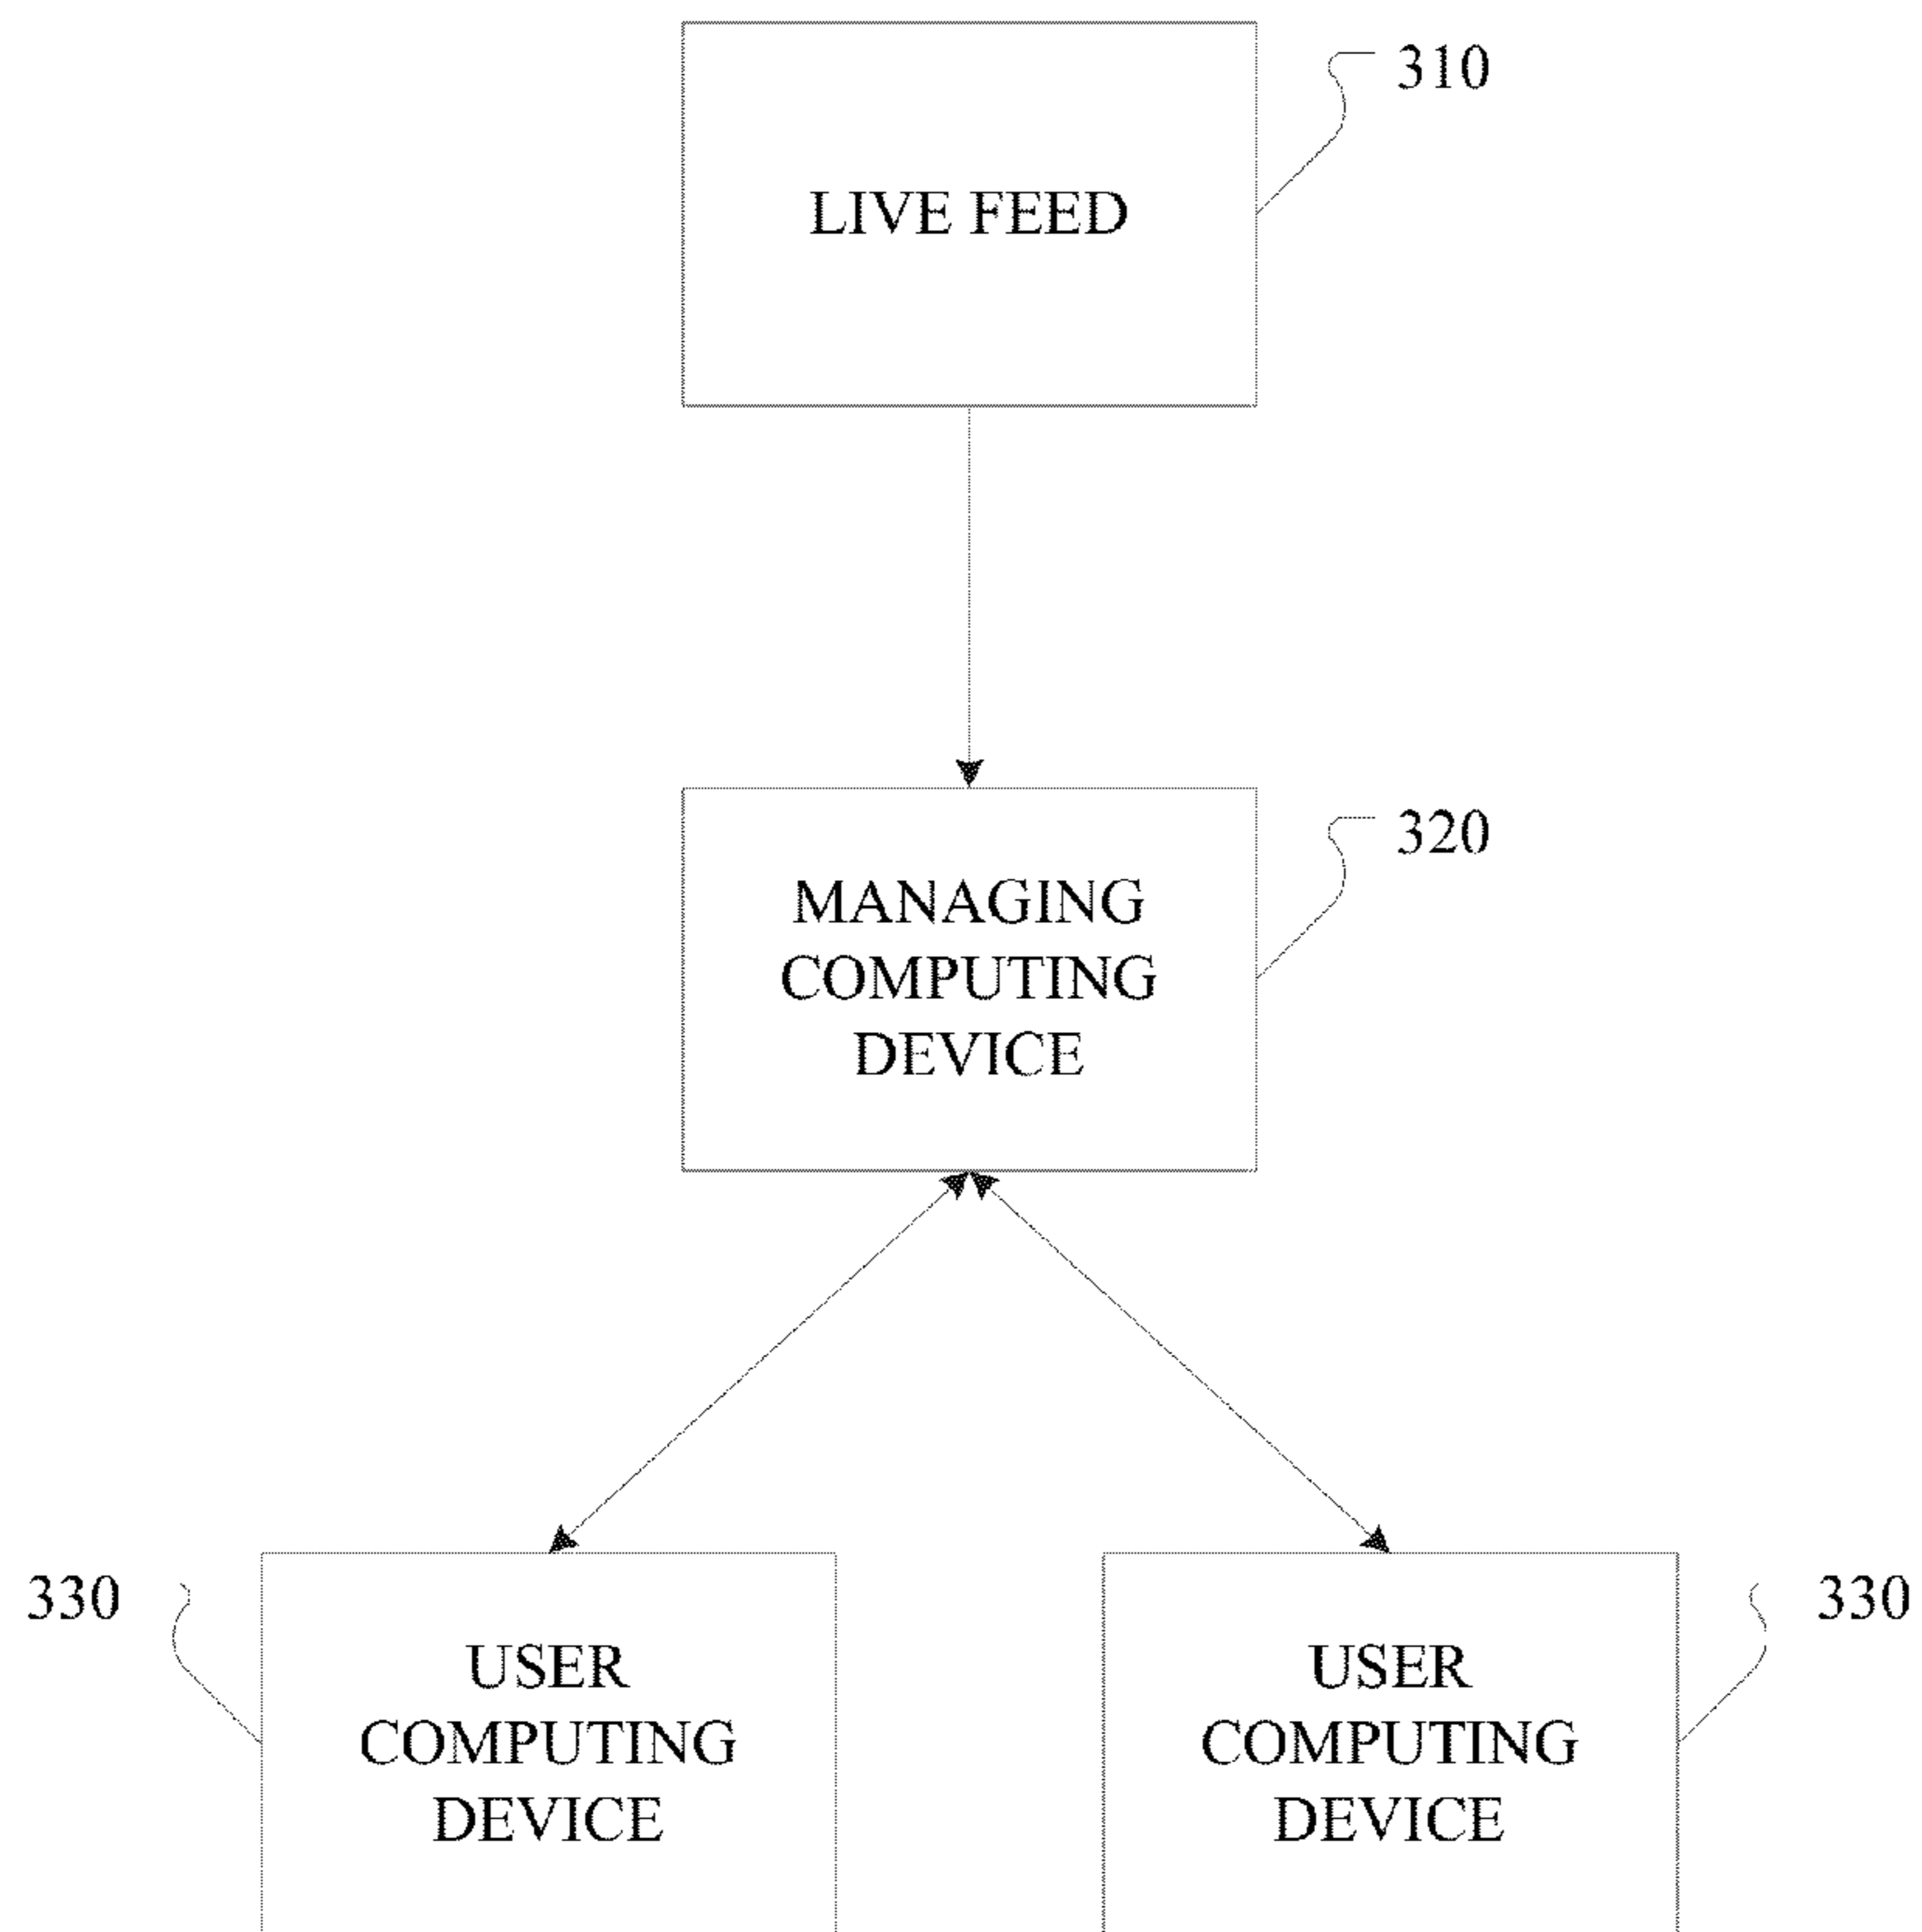 310
LIVE FEED
320
MANAGING
COMPUTING
DEVICE
330
USER
COMPUTING
DEVICE
USER
COMPUTING
DEVICE
330